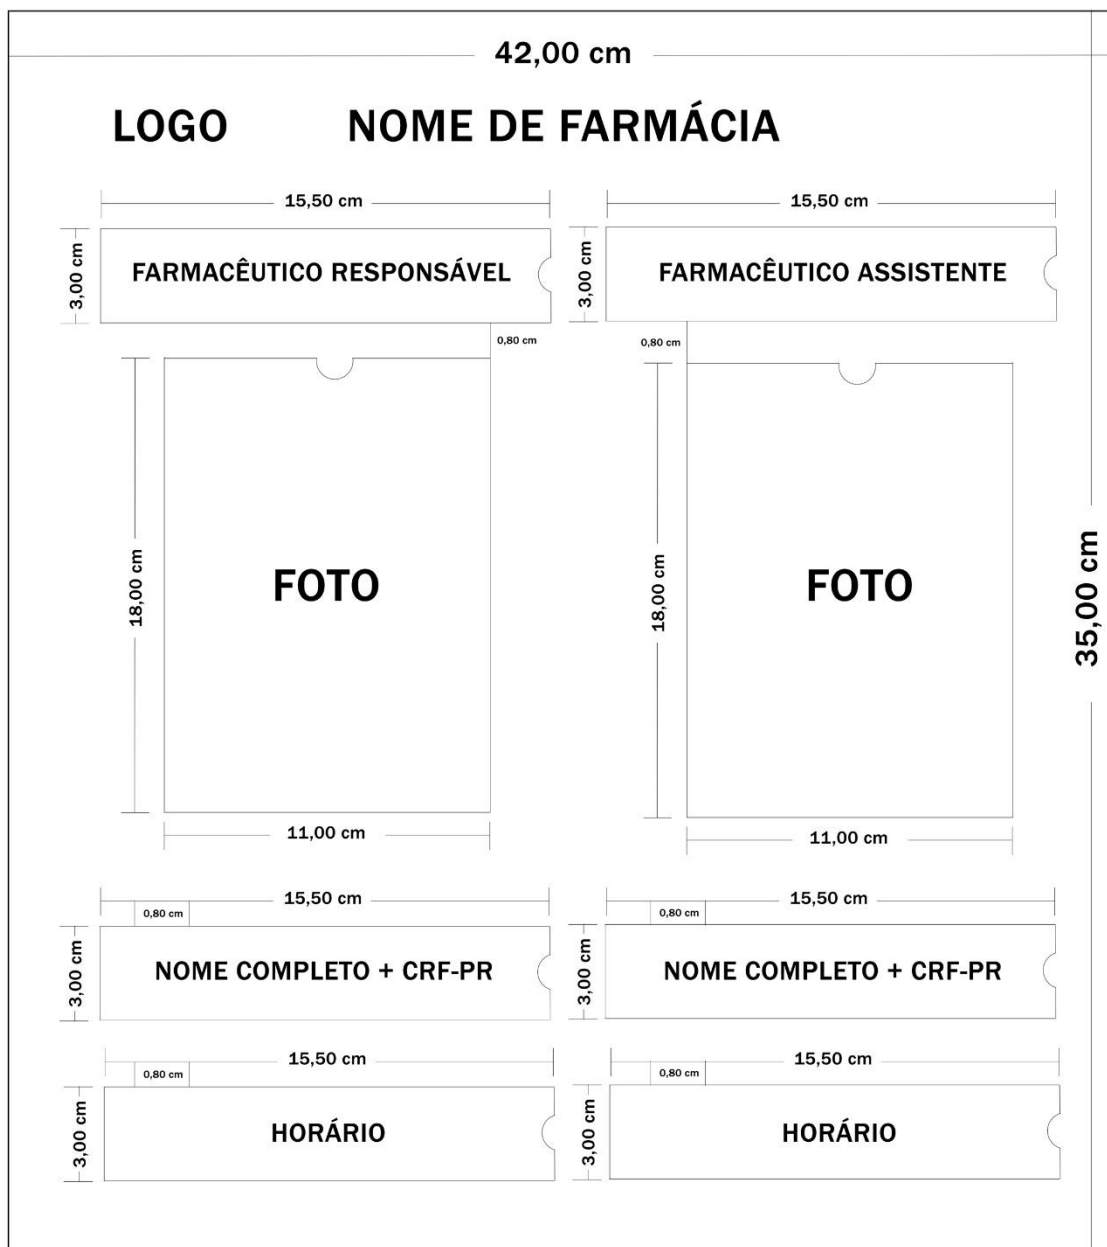 42,00 cm
LOGO NOME DE FARMÁCIA
15,50 cm 15,50 cm
3,00 cm FARMACÊUTICO RESPONSÁVEL 3,00 cm FARMACÊUTICO ASSISTENTE
0,80 cm 0,80 cm
18,00 cm FOTO 18,00 cm FOTO 35,00 cm
11,00 cm 11,00 cm
15,50 cm 15,50 cm
0,80 cm 0,80 cm
3,00 cm NOME COMPLETO + CRF-PR 3,00 cm NOME COMPLETO + CRF-PR
15,50 cm 15,50 cm
0,80 cm 0,80 cm
3,00 cm HORÁRIO 3,00 cm HORÁRIO